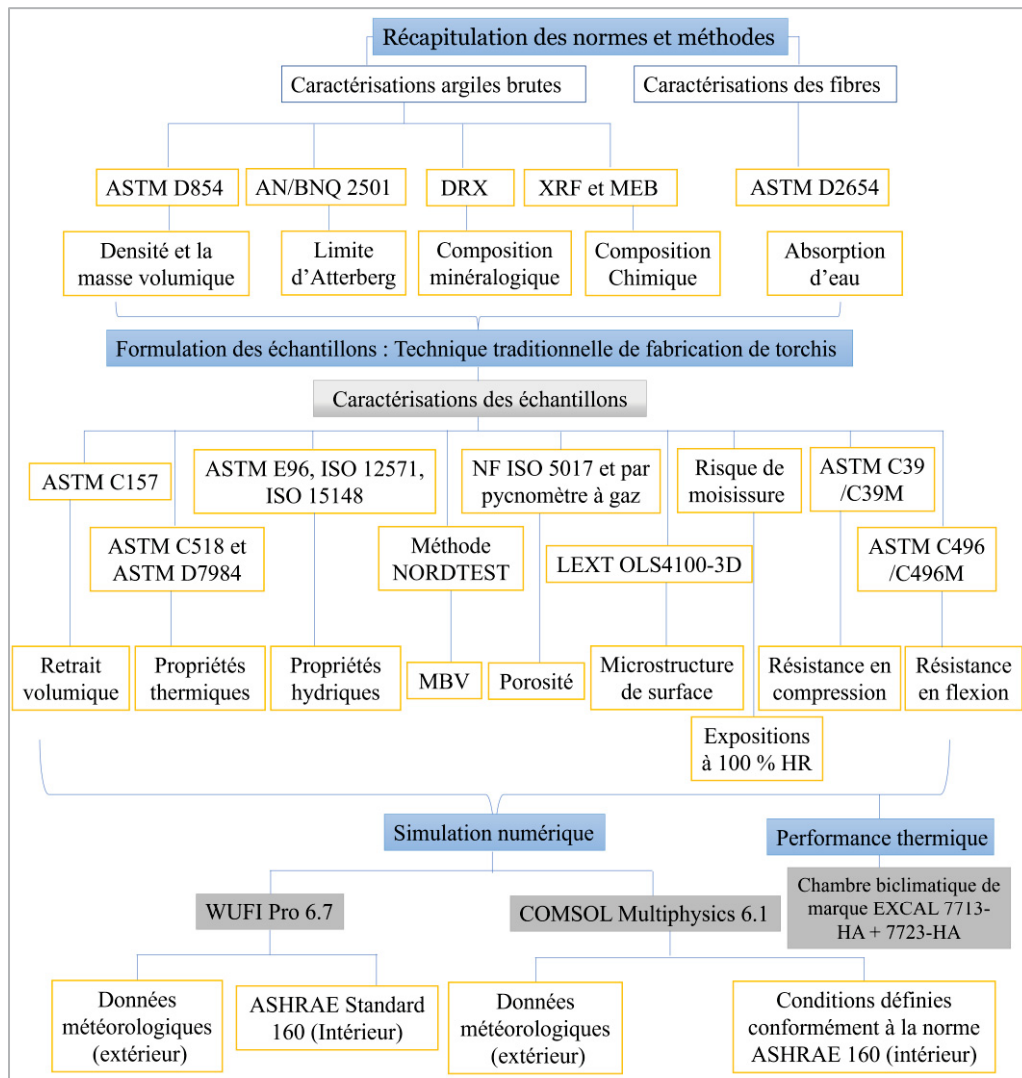 Récapitulation des normes et méthodes
Caractérisations argiles brutes
Caractérisations des fibres
ASTM D854
AN/BNQ 2501
DRX
XRF et MEB
ASTM D2654
Densité et la
masse volumique
Limite
d'Atterberg
Composition
minéralogique
Composition
Chimique
Absorption
d'eau
Formulation des échantillons : Technique traditionnelle de fabrication de torchis
Caractérisations des échantillons
ASTM C157
ASTM E96, ISO 12571,
ISO 15148
NF ISO 5017 et par
pycnomètre à gaz
Risque de
moisissure
ASTM C39
/C39M
ASTM C518 et
ASTM D7984
Méthode
NORDTEST
LEXT OLS4100-3D
ASTM C496
/C496M
Retrait
volumique
Propriétés
thermiques
Propriétés
hydriques
MBV
Porosité
Microstructure
de surface
Résistance en
compression
Résistance
en flexion
Expositions
à 100 % HR
Simulation numérique
Performance thermique
WUFI Pro 6.7
COMSOL Multiphysics 6.1
Chambre biclimatique de
marque EXCAL 7713-
HA + 7723-HA
Données
météorologiques
(extérieur)
ASHRAE Standard
160 (Intérieur)
Données
météorologiques
(extérieur)
Conditions définies
conformément à la norme
ASHRAE 160 (intérieur)